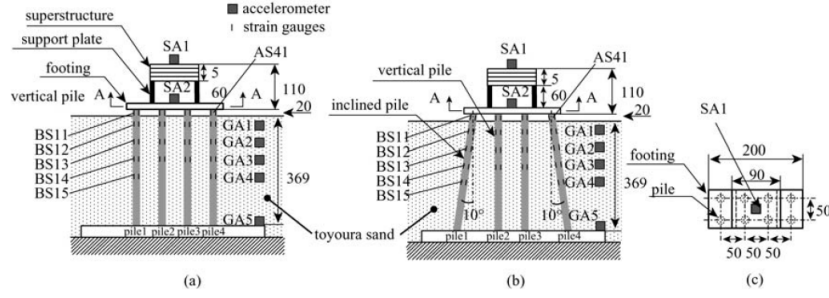 superstructure
support plate
footing
vertical pile
SA1
SA2
A
A
5
60
110
20
AS41
BS11
BS12
BS13
BS14
BS15
GA1
GA2
GA3
GA4
GA5
369
pile1 pile2 pile3 pile4
toyoura sand
(a)
accelerometer
strain gauges
SA1
SA2
A
A
5
60
110
20
AS41
vertical pile
inclined pile
BS11
BS12
BS13
BS14
BS15
GA1
GA2
GA3
GA4
GA5
369
10°
10°
pile1 pile2 pile3 pile4
(b)
SA1
200
90
footing
pile
50
50 50 50
(c)